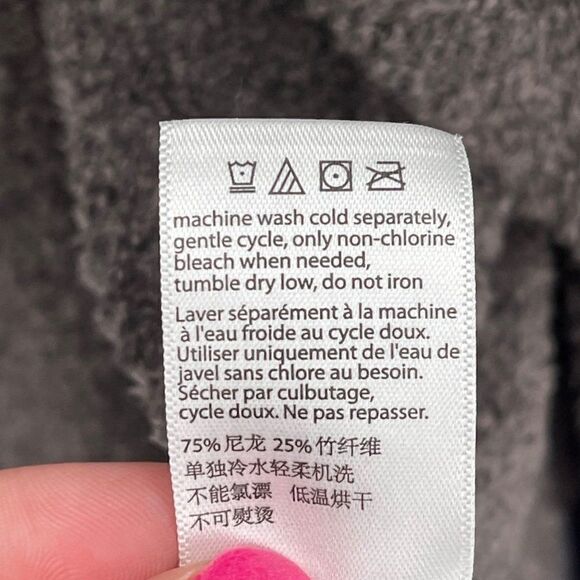 machine wash cold separately,
gentle cycle, only non-chlorine
bleach when needed,
tumble dry low, do not iron
Laver séparément à la machine
à l'eau froide au cycle doux.
Utiliser uniquement de l'eau de
javel sans chlore au besoin.
Sécher par culbutage,
cycle doux. Ne pas repasser.
75%尼龙 25%竹纤维
单独冷水轻柔机洗
不能氯漂 低温烘干
不可熨烫